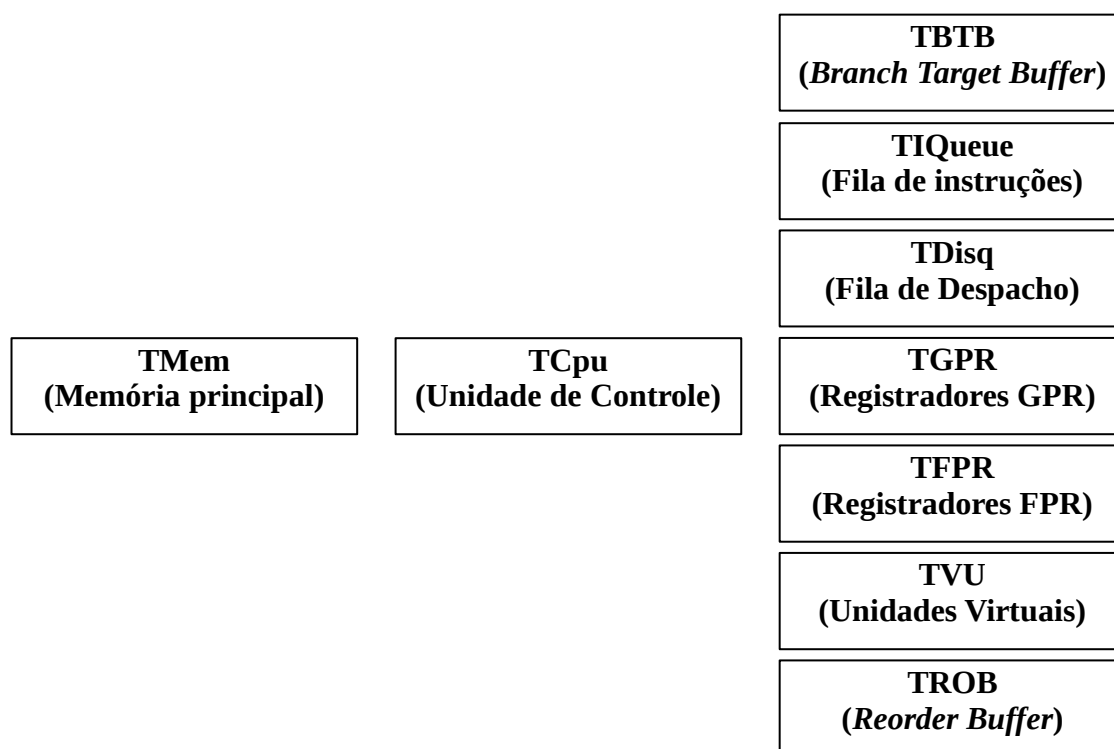 TBTB
(Branch Target Buffer)
TIQueue
(Fila de instruções)
TDisq
(Fila de Despacho)
TMem
(Memória principal)
TCpu
(Unidade de Controle)
TGPR
(Registradores GPR)
TFPR
(Registradores FPR)
TVU
(Unidades Virtuais)
TROB
(Reorder Buffer)